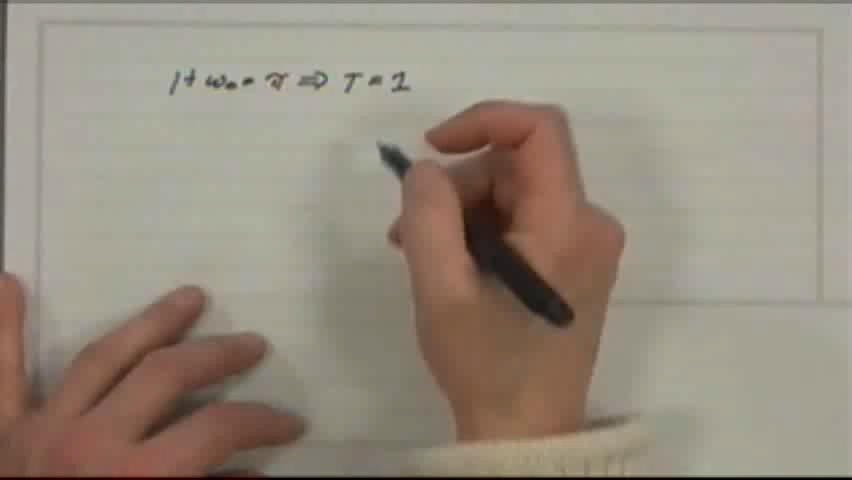 If ω₀ = π ⇒ T = 2